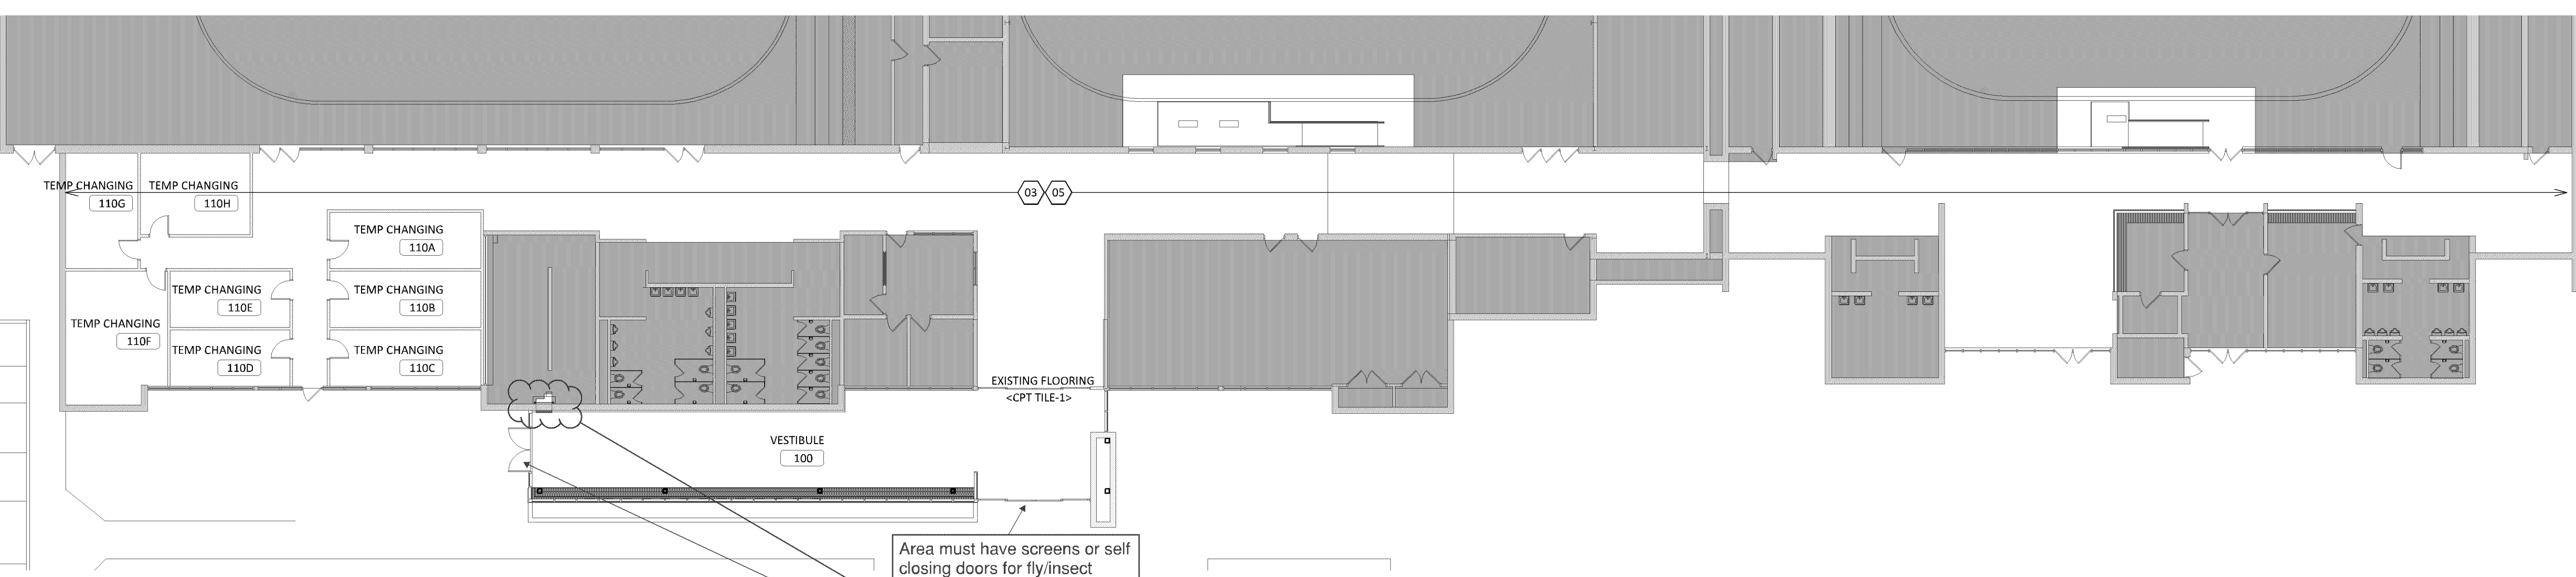 TEMP CHANGING
110G
TEMP CHANGING
110H
03
05
TEMP CHANGING
110A
TEMP CHANGING
110E
TEMP CHANGING
110B
TEMP CHANGING
110F
TEMP CHANGING
110D
TEMP CHANGING
110C
EXISTING FLOORING
<CPT TILE-1>
VESTIBULE
100
Area must have screens or self
closing doors for fly/insect